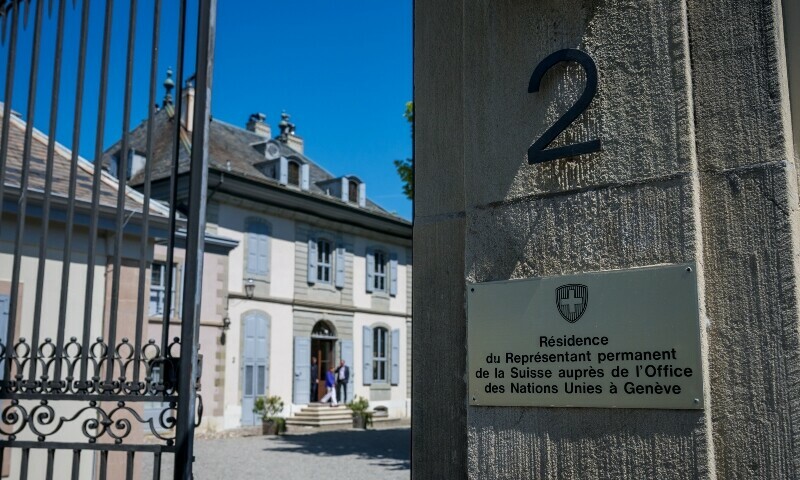 2
Résidence
du Représentant permanent
de la Suisse auprès de l'Office
des Nations Unies à Genève